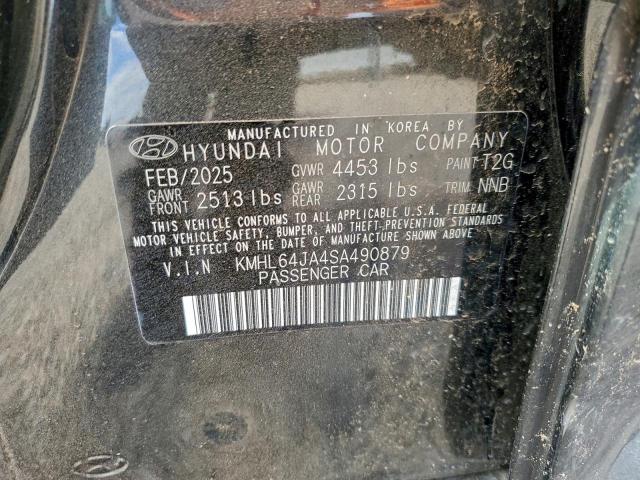 MANUFACTURED IN KOREA BY
HYUNDAI MOTOR COMPANY
FEB/2025 GVWR 4453 lbs PAINT T2G
GAWR FRONT 2513 lbs GAWR REAR 2315 lbs TRIM NNB
THIS VEHICLE CONFORMS TO ALL APPLICABLE U.S.A. FEDERAL
MOTOR VEHICLE SAFETY, BUMPER, AND THEFT-PREVENTION STANDARDS
IN EFFECT ON THE DATE OF MANUFACTURE SHOWN ABOVE.
V.I.N KMHL64JA4SA490879
PASSENGER CAR